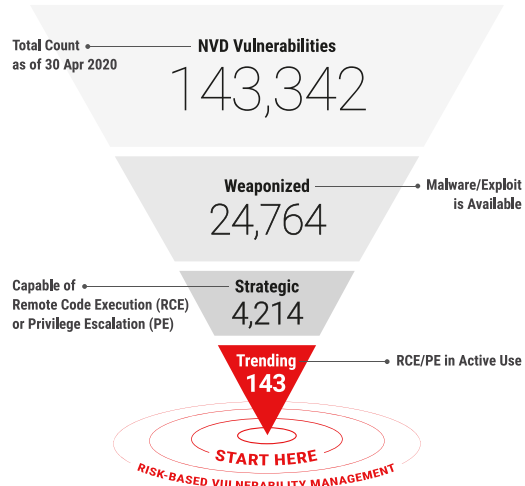 Total Count
as of 30 Apr 2020
NVD Vulnerabilities
143,342
Weaponized
24,764
Malware/Exploit
is Available
Capable of
Remote Code Execution (RCE)
or Privilege Escalation (PE)
Strategic
4,214
Trending
143
RCE/PE in Active Use
START HERE
RISK-BASED VULNERABILITY MANAGEMENT